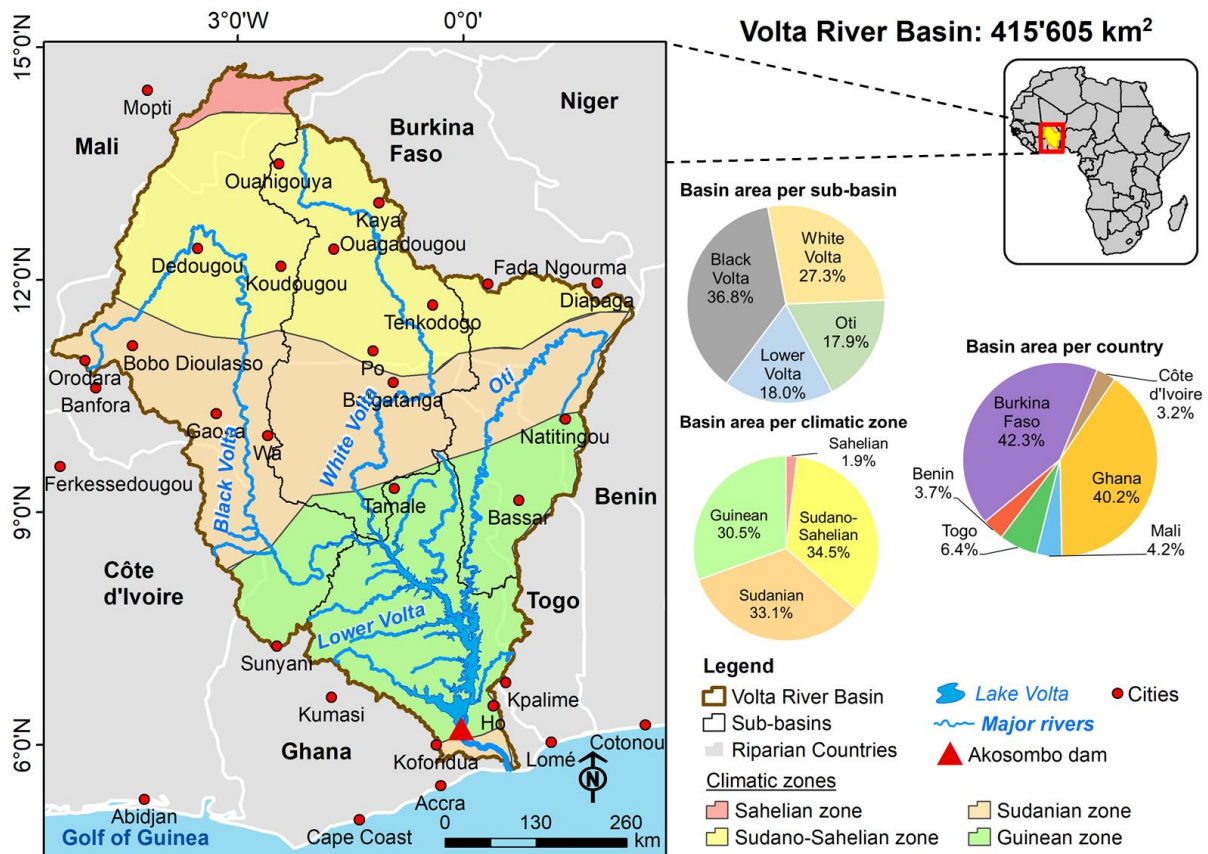 3°0'W
0°0'
15°0'N
12°0'N
9°0'N
6°0'N
Mopti
Mali
Niger
Burkina
Faso
Ouahigouya
Kaya
Ouagadougou
Dedougou
Koudougou
Fada Ngourma
Diapaga
Tenkodogo
Bobo Dioulasso
Orodara
Banfora
Po
Bolgatanga
Oti
Gaoua
Wa
Natitingou
Black Volta
White Volta
Ferkessedougou
Tamale
Bassar
Benin
Côte
d'Ivoire
Togo
Lower Volta
Sunyani
Kumasi
Kpalime
Ho
Ghana
Koforidua
Lomé
Cotonou
N
Accra
Abidjan
Cape Coast
Golf of Guinea
0 130 260
km
Volta River Basin: 415'605 km²
Basin area per sub-basin
White
Volta
27.3%
Black
Volta
36.8%
Oti
17.9%
Lower
Volta
18.0%
Basin area per country
Côte
d'Ivoire
3.2%
Burkina
Faso
42.3%
Ghana
40.2%
Benin
3.7%
Togo
6.4%
Mali
4.2%
Basin area per climatic zone
Sahelian
1.9%
Guinean
30.5%
Sudano-
Sahelian
34.5%
Sudanian
33.1%
Legend
Volta River Basin
Lake Volta
Cities
Sub-basins
Major rivers
Riparian Countries
Akosombo dam
Climatic zones
Sahelian zone
Sudanian zone
Sudano-Sahelian zone
Guinean zone